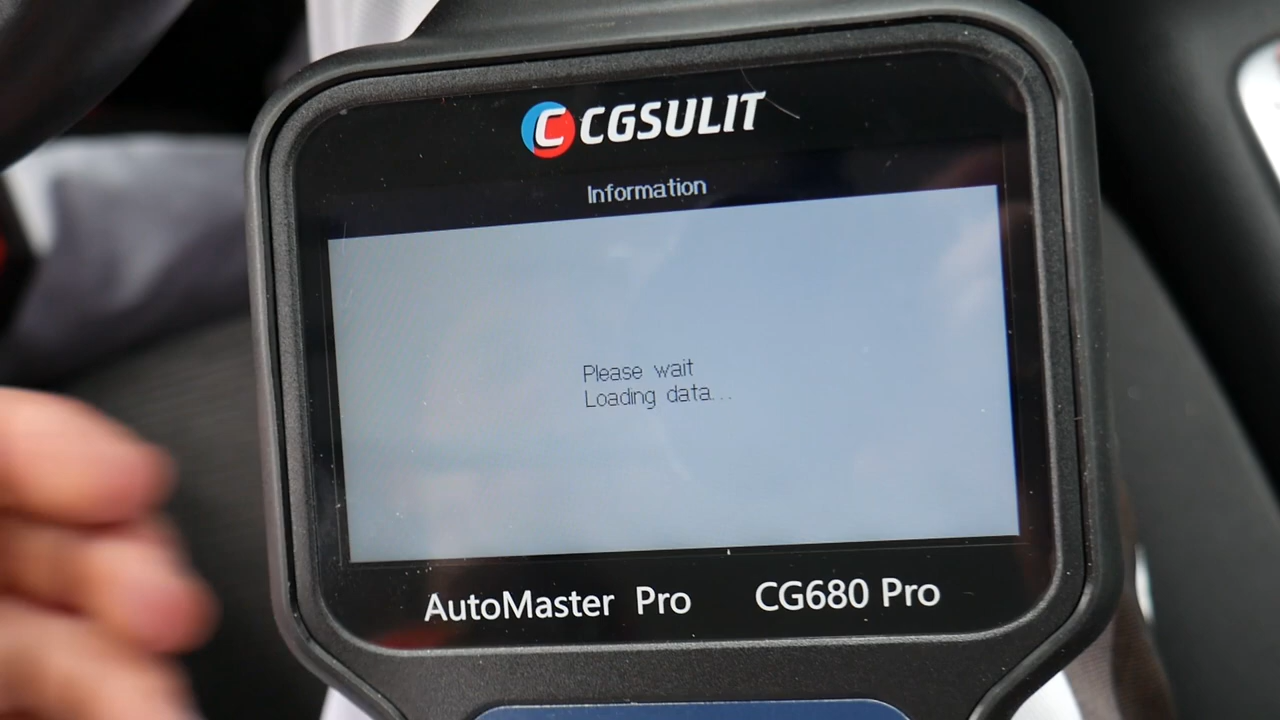 CGSULIT
Information
Please wait
Loading data...
AutoMaster Pro CG680 Pro